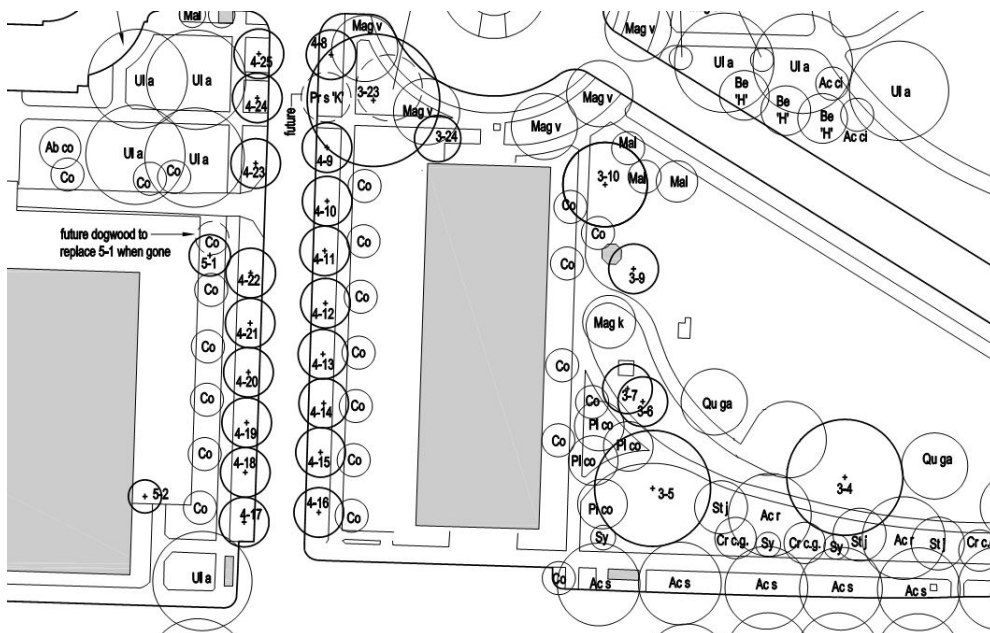 Mal
Mag v
4-8
4-25
Ul a
Ul a
Mag v
Ul a
Ul a
Ac ci
Ul a
Be
'H'
Be
'H'
Be
'H'
Ac ci
4-24
future
Pr s 'K'
3-23
Mag v
Mag v
Mag v
3-24
Ab co
Co
Ul a
Ul a
Co
Co
4-23
4-9
Mal
Mal
Mal
3-10
Co
4-10
Co
Co
future dogwood to
replace 5-1 when gone
Co
5-1
4-11
Co
Co
3-9
4-22
Co
4-12
Co
4-21
Mag k
Co
4-13
Co
Co
4-20
3-7
3-6
Co
Qu ga
Co
4-14
Co
4-19
Pl co
Pl co
Co
Co
4-18
4-15
Co
Pl co
Qu ga
5-2
3-5
3-4
Co
4-17
4-16
Co
Pl co
St j
Ac r
Sy
Cr c.g.
Sy
Cr c.g.
Sy
St j
Ac r
St j
Cr c.
Ul a
Co
Ac s
Ac s
Ac s
Ac s
Ac s